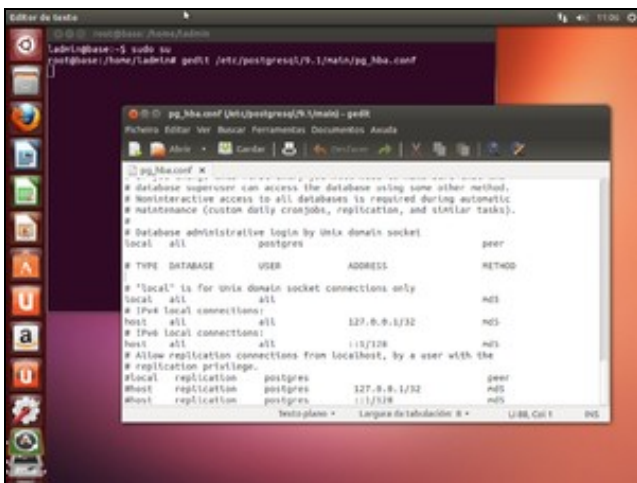 Editor de texto
11:06
root@base: /home/ladmin
ladmin@base:~$ sudo su
root@base:/home/ladmin# gedit /etc/postgresql/9.1/main/pg_hba.conf
pg_hba.conf (/etc/postgresql/9.1/main) - gedit
Ficheiro Editar Ver Buscar Ferramentas Documentos Axuda
Abrir Gardar Desfacer
pg_hba.conf ×
# database superuser can access the database using some other method.
# Noninteractive access to all databases is required during automatic
# maintenance (custom daily cronjobs, replication, and similar tasks).
#
# Database administrative login by Unix domain socket
local all postgres peer
# TYPE DATABASE USER ADDRESS METHOD
# "local" is for Unix domain socket connections only
local all all md5
# IPv4 local connections:
host all all 127.0.0.1/32 md5
# IPv6 local connections:
host all all ::1/128 md5
# Allow replication connections from localhost, by a user with the
# replication privilege.
#local replication postgres peer
#host replication postgres 127.0.0.1/32 md5
#host replication postgres ::1/128 md5
Texto plano Largura da tabulación: 8 Li 88, Col 1 INS